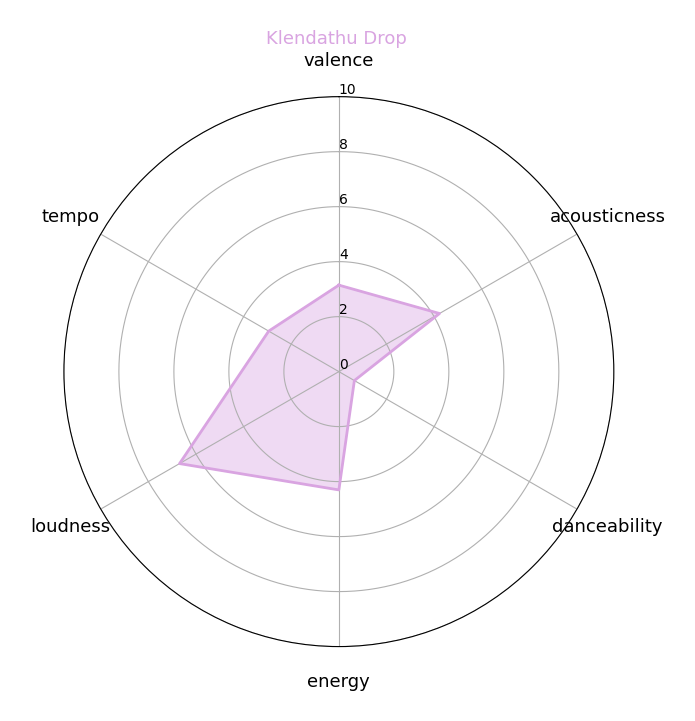 Klendathu Drop
valence
10
8
tempo
acousticness
6
4
2
0
loudness
danceability
energy